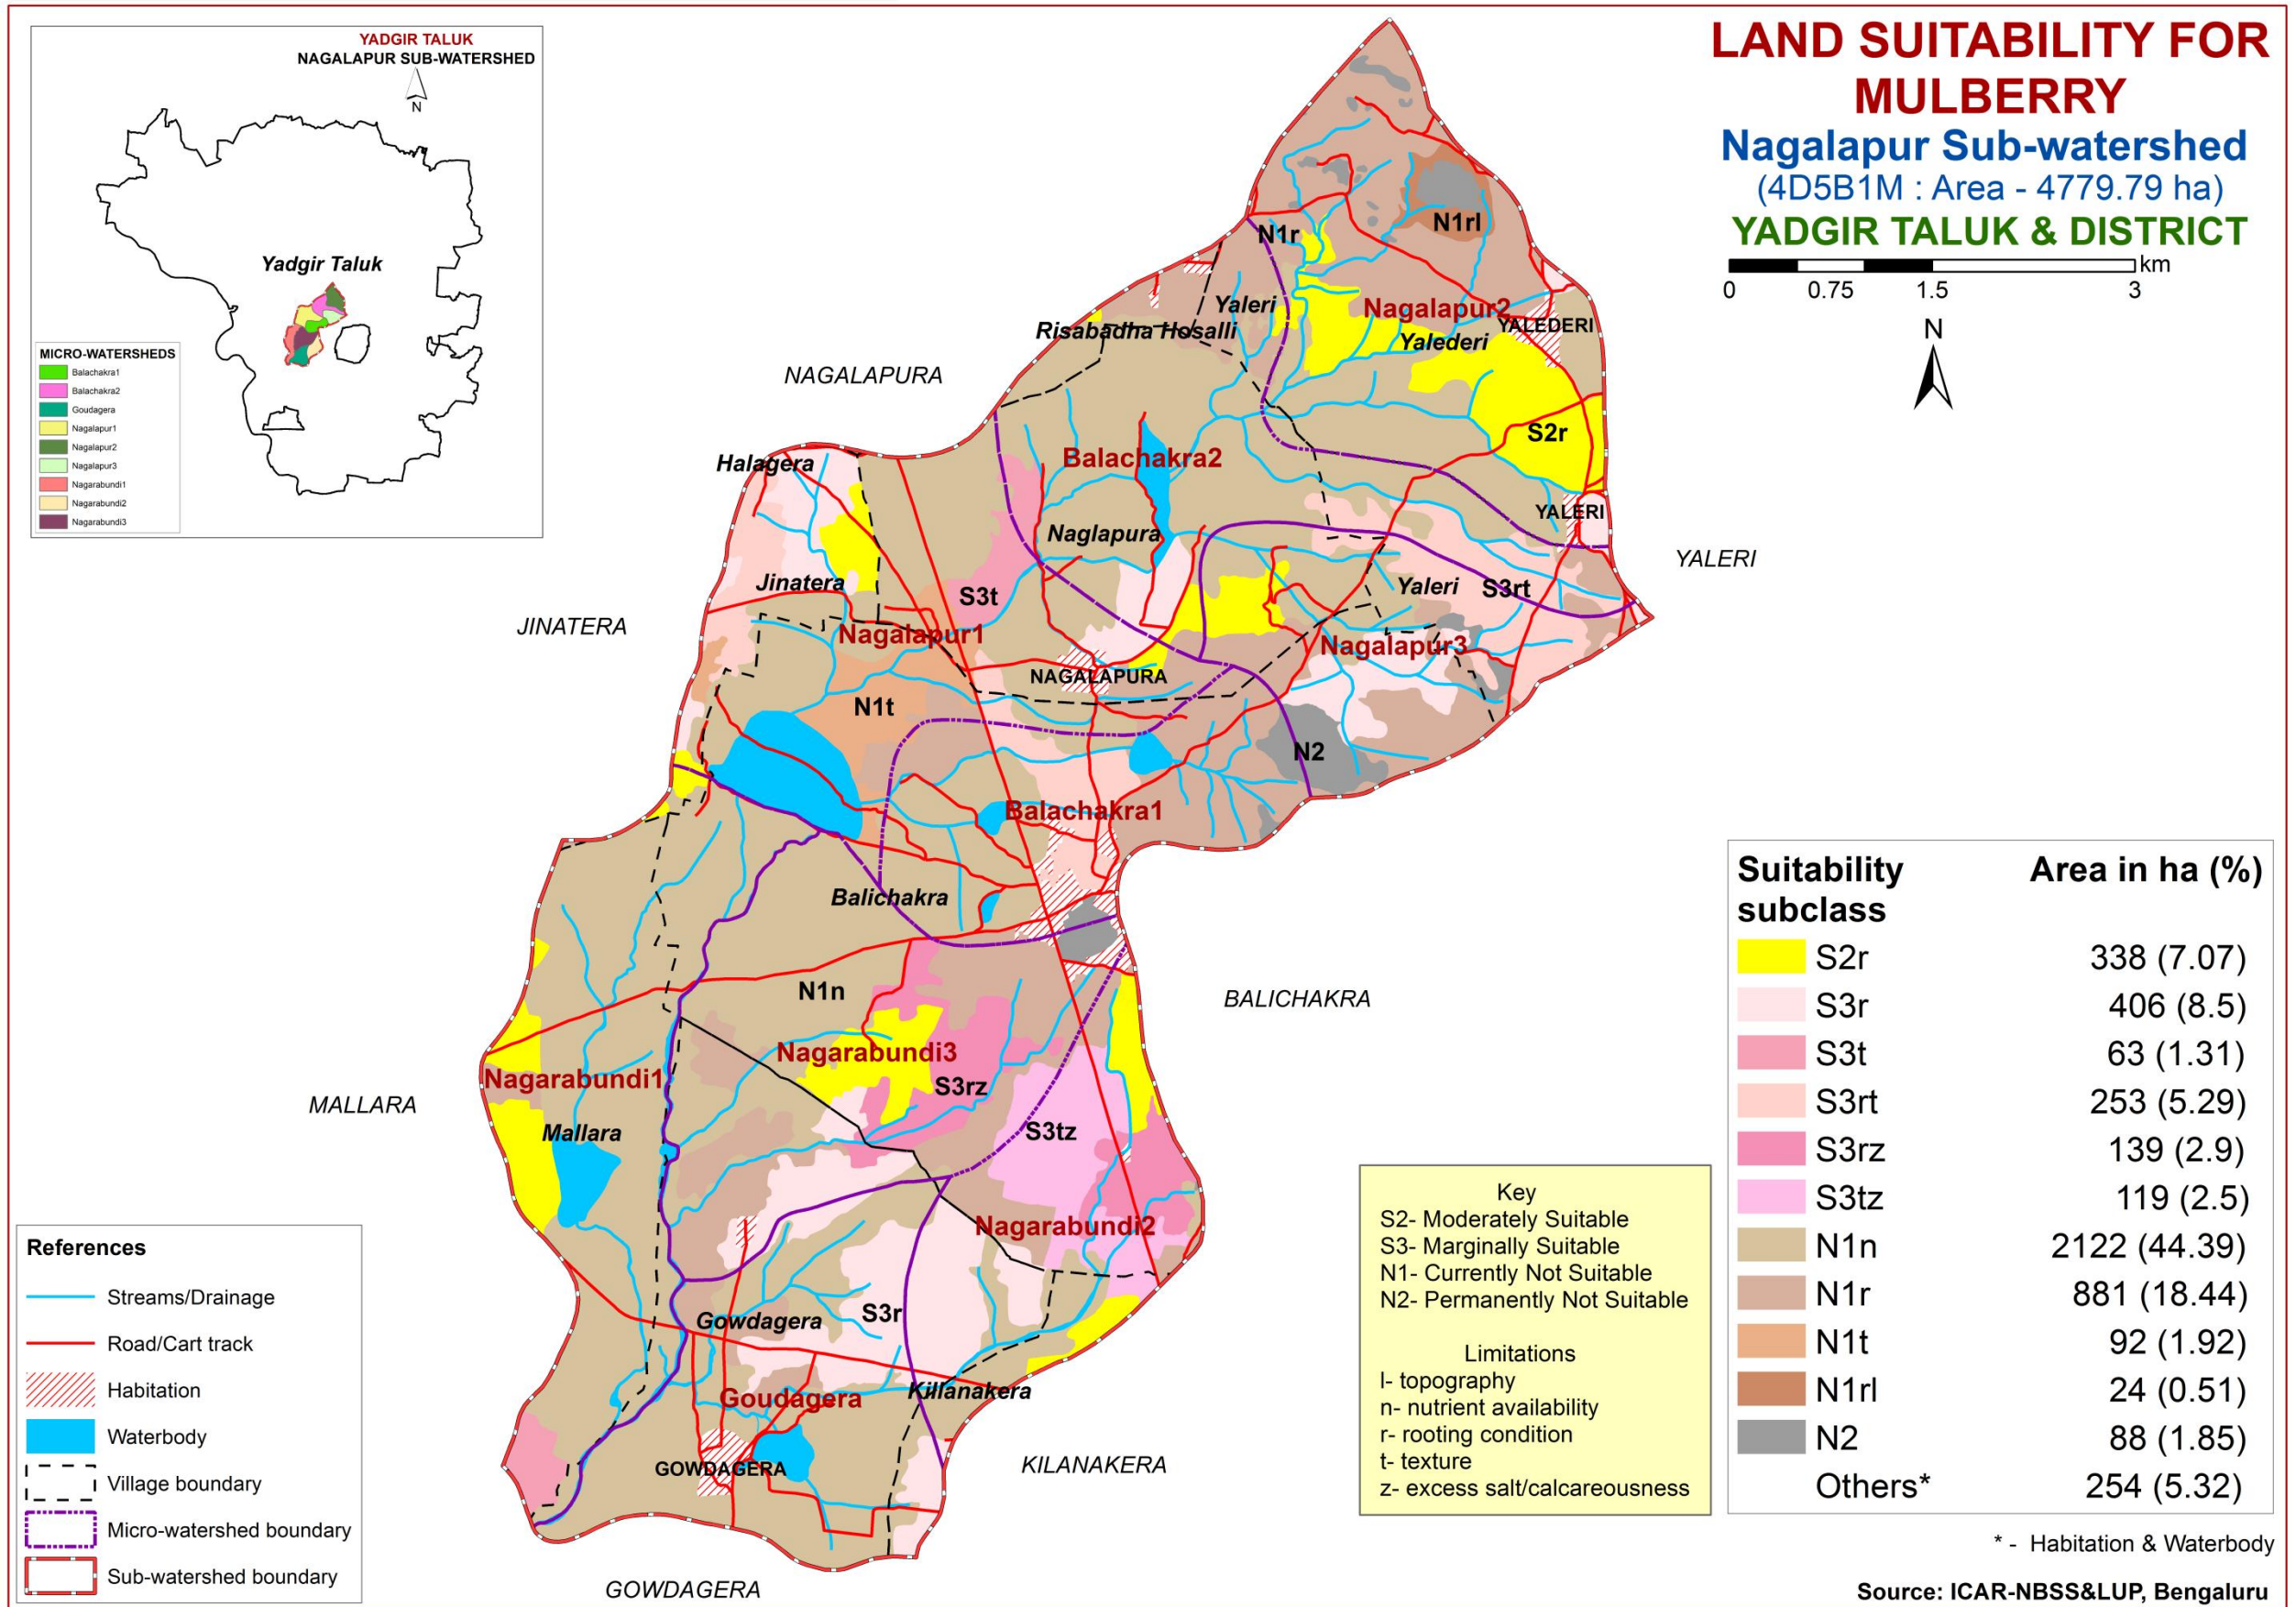 YADGIR TALUK
NAGALAPUR SUB-WATERSHED
N
Yadgir Taluk
MICRO-WATERSHEDS
Balachakra1
Balachakra2
Goudagera
Nagalapur1
Nagalapur2
Nagalapur3
Nagarabundi1
Nagarabundi2
Nagarabundi3
LAND SUITABILITY FOR
MULBERRY
Nagalapur Sub-watershed
(4D5B1M : Area - 4779.79 ha)
YADGIR TALUK & DISTRICT
km
0 0.75 1.5 3
N
N1r
N1rl
Yaleri
Nagalapur2
YALEDERI
Risabadha Hosalli
Yalederi
NAGALAPURA
S2r
Halagera
Balachakra2
YALERI
Naglapura
YALERI
Jinatera
S3t
Yaleri
S3rt
JINATERA
Nagalapur1
Nagalapur3
NAGALAPURA
N1t
N2
Balachakra1
Balichakra
N1n
BALICHAKRA
Nagarabundi3
Nagarabundi1
S3rz
MALLARA
Mallara
S3tz
Nagarabundi2
S3r
Gowdagera
Killanakera
Goudagera
GOWDAGERA
KILANAKERA
GOWDAGERA
References
Streams/Drainage
Road/Cart track
Habitation
Waterbody
Village boundary
Micro-watershed boundary
Sub-watershed boundary
Key
S2- Moderately Suitable
S3- Marginally Suitable
N1- Currently Not Suitable
N2- Permanently Not Suitable
Limitations
l- topography
n- nutrient availability
r- rooting condition
t- texture
z- excess salt/calcareousness
Suitability Area in ha (%)
subclass
S2r 338 (7.07)
S3r 406 (8.5)
S3t 63 (1.31)
S3rt 253 (5.29)
S3rz 139 (2.9)
S3tz 119 (2.5)
N1n 2122 (44.39)
N1r 881 (18.44)
N1t 92 (1.92)
N1rl 24 (0.51)
N2 88 (1.85)
Others* 254 (5.32)
* - Habitation & Waterbody
Source: ICAR-NBSS&LUP, Bengaluru